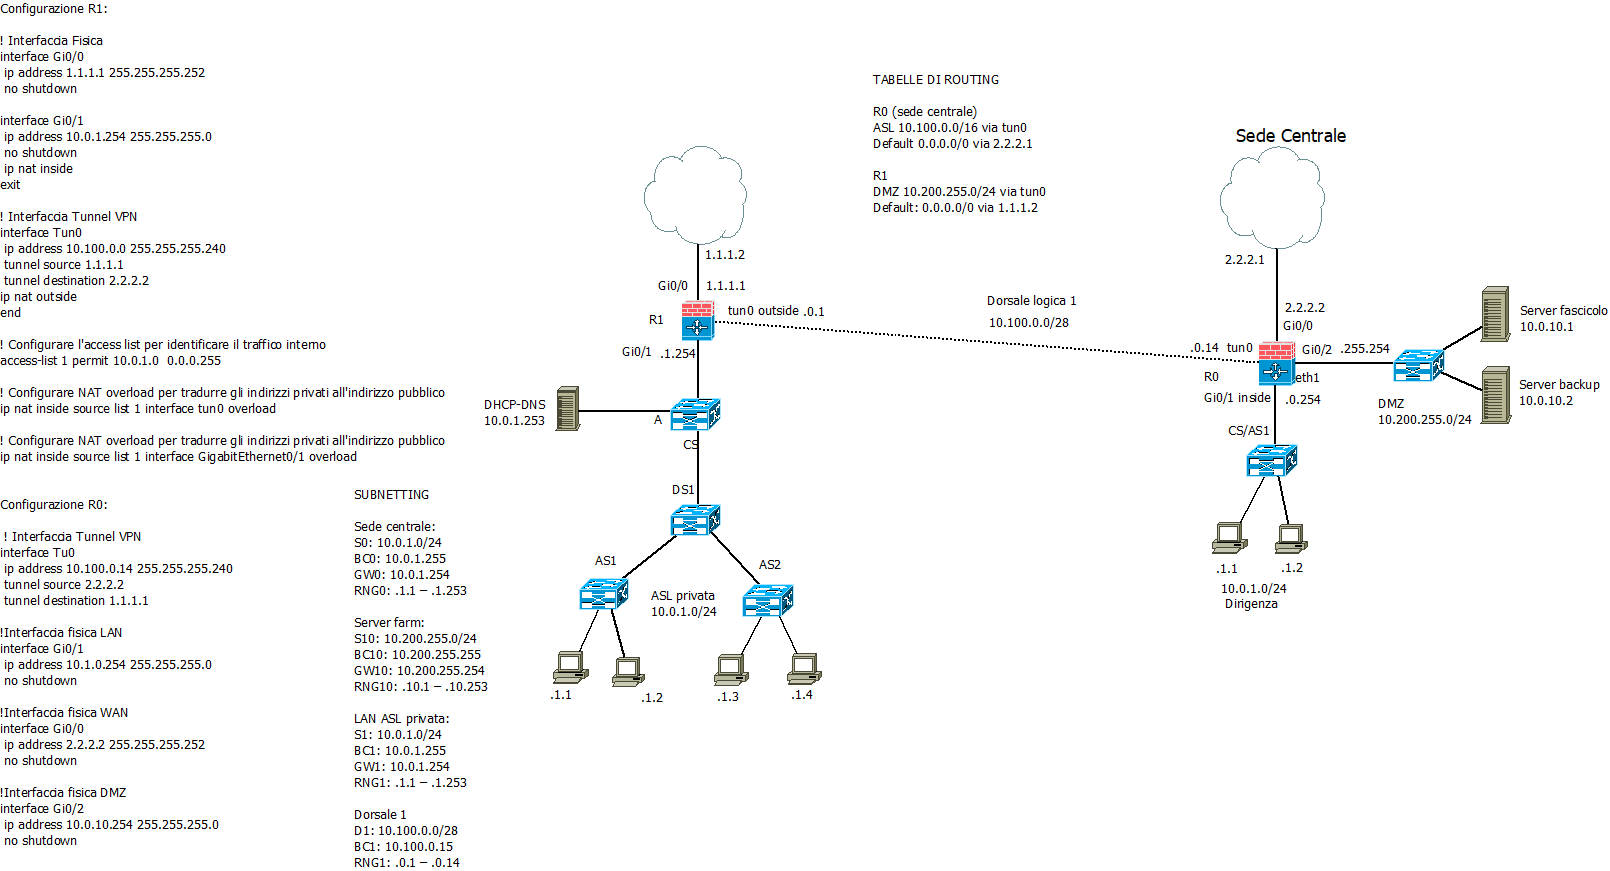 Configurazione R1:
! Interfaccia Fisica
interface Gi0/0
ip address 1.1.1.1 255.255.255.252
no shutdown
interface Gi0/1
ip address 10.0.1.254 255.255.255.0
no shutdown
ip nat inside
exit
! Interfaccia Tunnel VPN
interface Tun0
ip address 10.100.0.0 255.255.255.240
tunnel source 1.1.1.1
tunnel destination 2.2.2.2
ip nat outside
end
! Configurare l'access list per identificare il traffico interno
access-list 1 permit 10.0.1.0 0.0.0.255
! Configurare NAT overload per tradurre gli indirizzi privati all'indirizzo pubblico
ip nat inside source list 1 interface tun0 overload
! Configurare NAT overload per tradurre gli indirizzi privati all'indirizzo pubblico
ip nat inside source list 1 interface GigabitEthernet0/1 overload
Configurazione R0:
! Interfaccia Tunnel VPN
interface Tu0
ip address 10.100.0.14 255.255.255.240
tunnel source 2.2.2.2
tunnel destination 1.1.1.1
!Interfaccia fisica LAN
interface Gi0/1
ip address 10.1.0.254 255.255.255.0
no shutdown
!Interfaccia fisica WAN
interface Gi0/0
ip address 2.2.2.2 255.255.255.252
no shutdown
!Interfaccia fisica DMZ
interface Gi0/2
ip address 10.0.10.254 255.255.255.0
no shutdown
SUBNETTING
Sede centrale:
S0: 10.0.1.0/24
BC0: 10.0.1.255
GW0: 10.0.1.254
RNG0: .1.1 – .1.253
Server farm:
S10: 10.200.255.0/24
BC10: 10.200.255.255
GW10: 10.200.255.254
RNG10: .10.1 – .10.253
LAN ASL privata:
S1: 10.0.1.0/24
BC1: 10.0.1.255
GW1: 10.0.1.254
RNG1: .1.1 – .1.253
Dorsale 1
D1: 10.100.0.0/28
BC1: 10.100.0.15
RNG1: .0.1 – .0.14
TABELLE DI ROUTING
R0 (sede centrale)
ASL 10.100.0.0/16 via tun0
Default 0.0.0.0/0 via 2.2.2.1
R1
DMZ 10.200.255.0/24 via tun0
Default: 0.0.0.0/0 via 1.1.1.2
1.1.1.2
Gi0/0
1.1.1.1
R1
tun0 outside .0.1
Gi0/1
.1.254
Dorsale logica 1
10.100.0.0/28
DHCP-DNS
10.0.1.253
A
CS
DS1
AS1
AS2
ASL privata
10.0.1.0/24
.1.1
.1.2
.1.3
.1.4
Sede Centrale
2.2.2.1
2.2.2.2
Gi0/0
.0.14
tun0
Gi0/2
.255.254
R0
eth1
Gi0/1 inside
.0.254
CS/AS1
DMZ
10.200.255.0/24
Server fascicolo
10.0.10.1
Server backup
10.0.10.2
.1.1
.1.2
10.0.1.0/24
Dirigenza